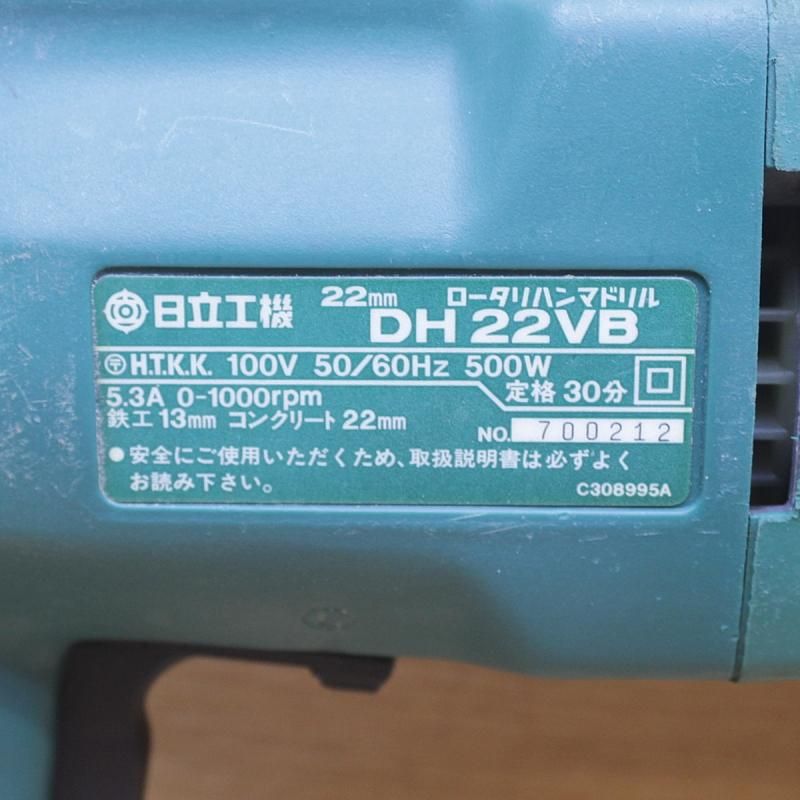 日立工機 22mm ロータリハンマドリル
DH 22VB
〒 H.T.K.K. 100V 50/60Hz 500W
5.3A 0-1000rpm 定格 30分
鉄工 13mm コンクリート 22mm
NO. 700212
●安全にご使用いただくため、取扱説明書は必ずよく
お読み下さい。
C308995A